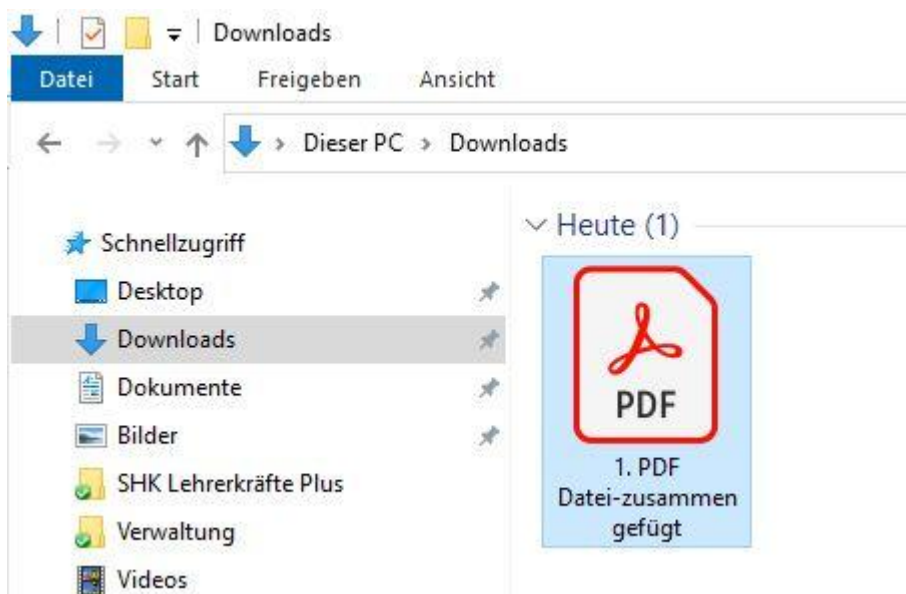 Downloads
Datei Start Freigeben Ansicht
Dieser PC Downloads
Schnellzugriff
Desktop
Downloads
Dokumente
Bilder
SHK Lehrerkräfte Plus
Verwaltung
Videos
Heute (1)
PDF
1. PDF
Datei-zusammen
gefügt